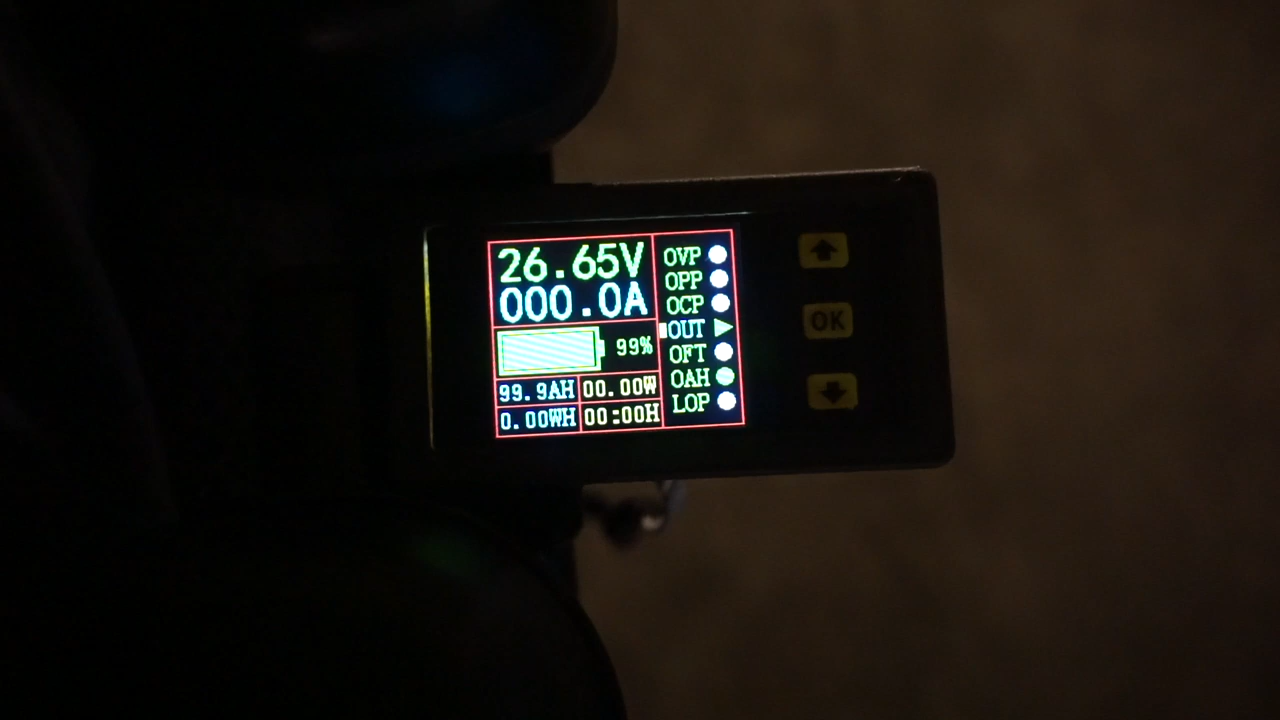 26.65V
000.0A
99%
99.9AH 00.00W
0.00WH 00:00H
OVP
OPP
OCP
OUT
OFT
OAH
LOP
OK